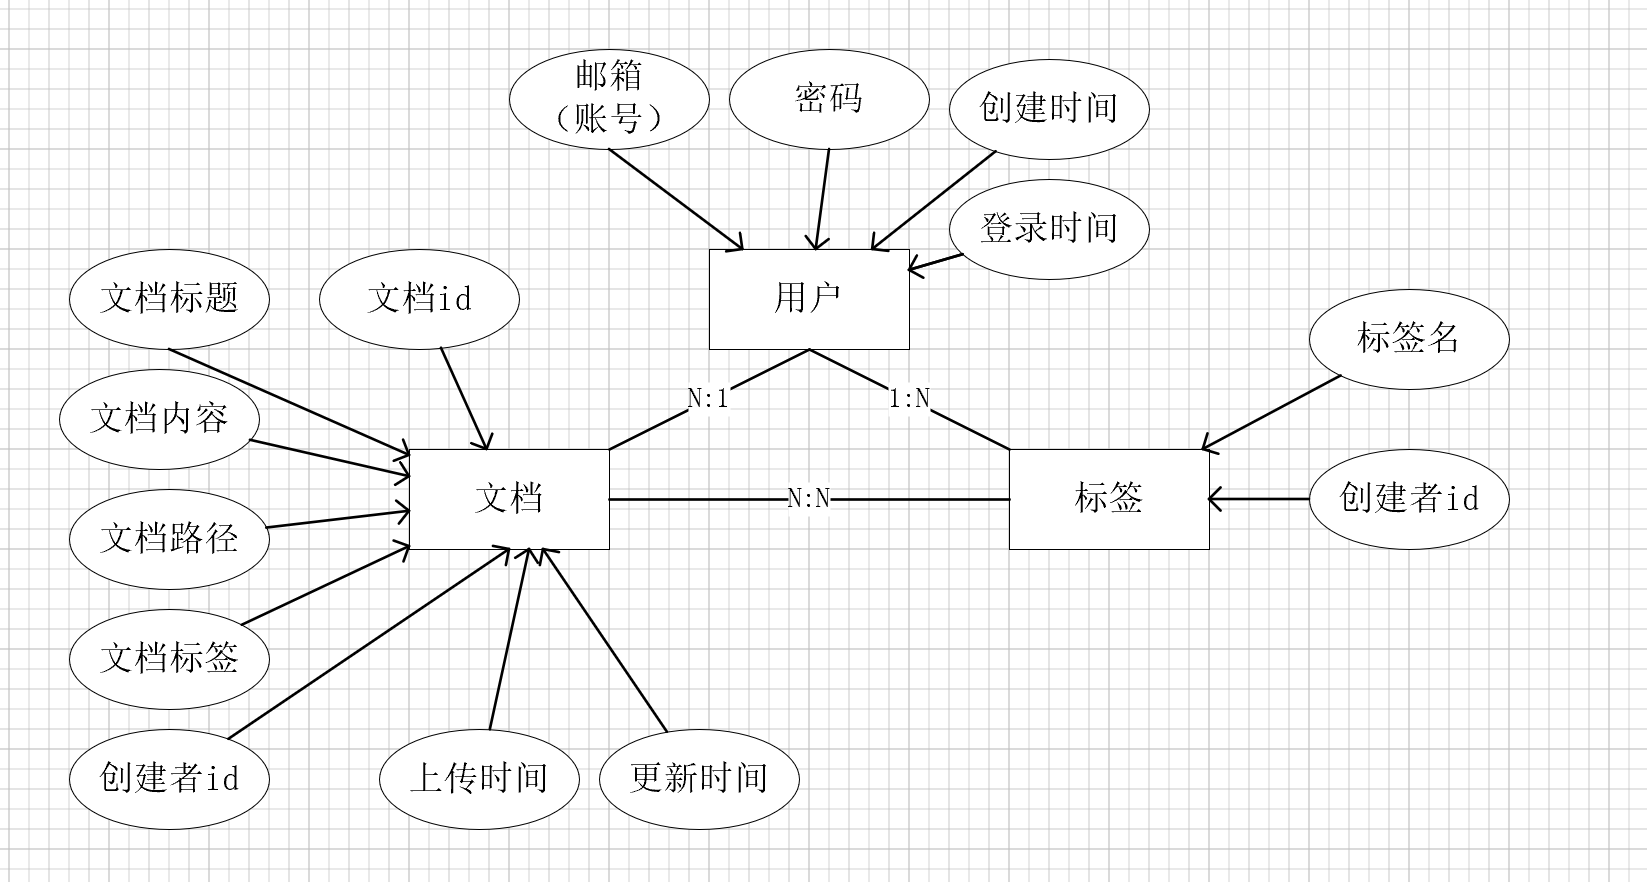 邮箱
（账号）
密码
创建时间
登录时间
用户
文档标题
文档id
标签名
文档内容
N:1
1:N
文档
N:N
标签
创建者id
文档路径
文档标签
创建者id
上传时间
更新时间